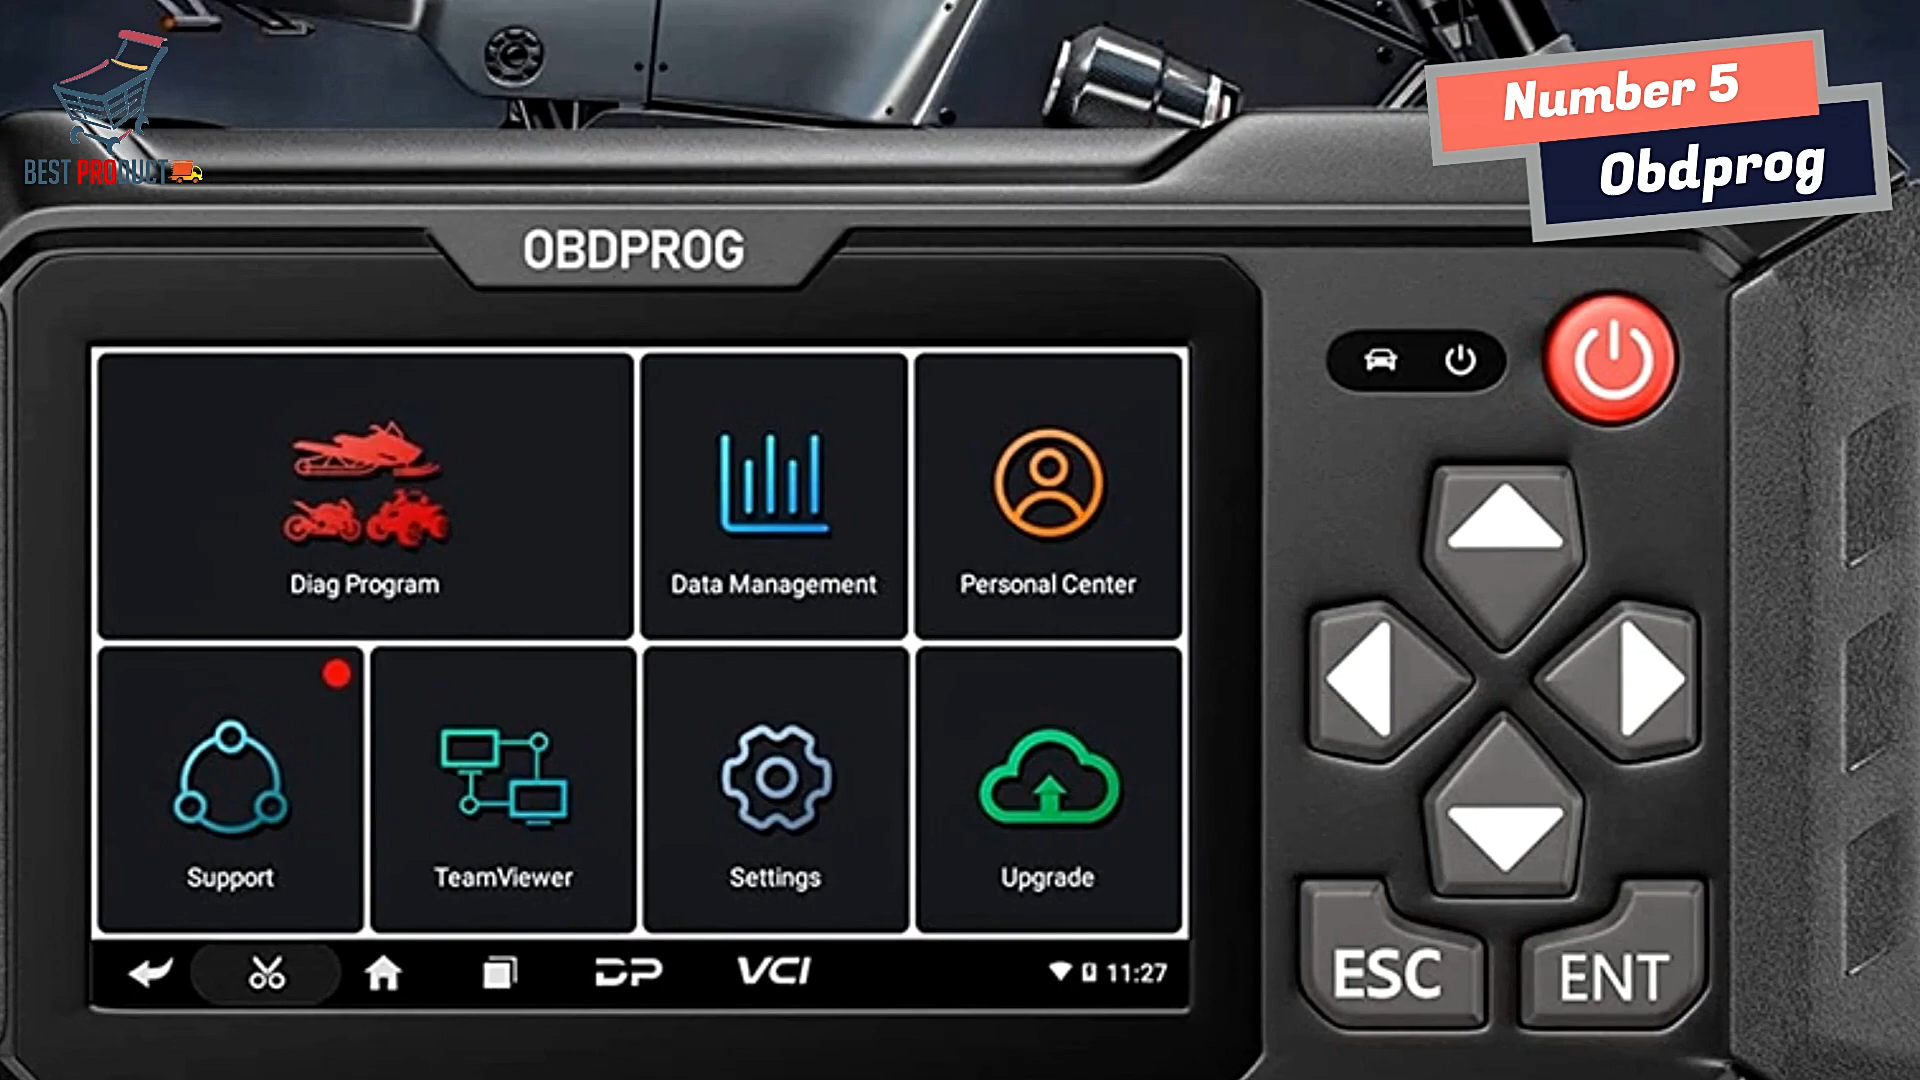 BEST PRODUCT
Number 5
Obdprog
OBDPROG
Diag Program
Data Management
Personal Center
Support
TeamViewer
Settings
Upgrade
DP
VCI
11:27
ESC
ENT